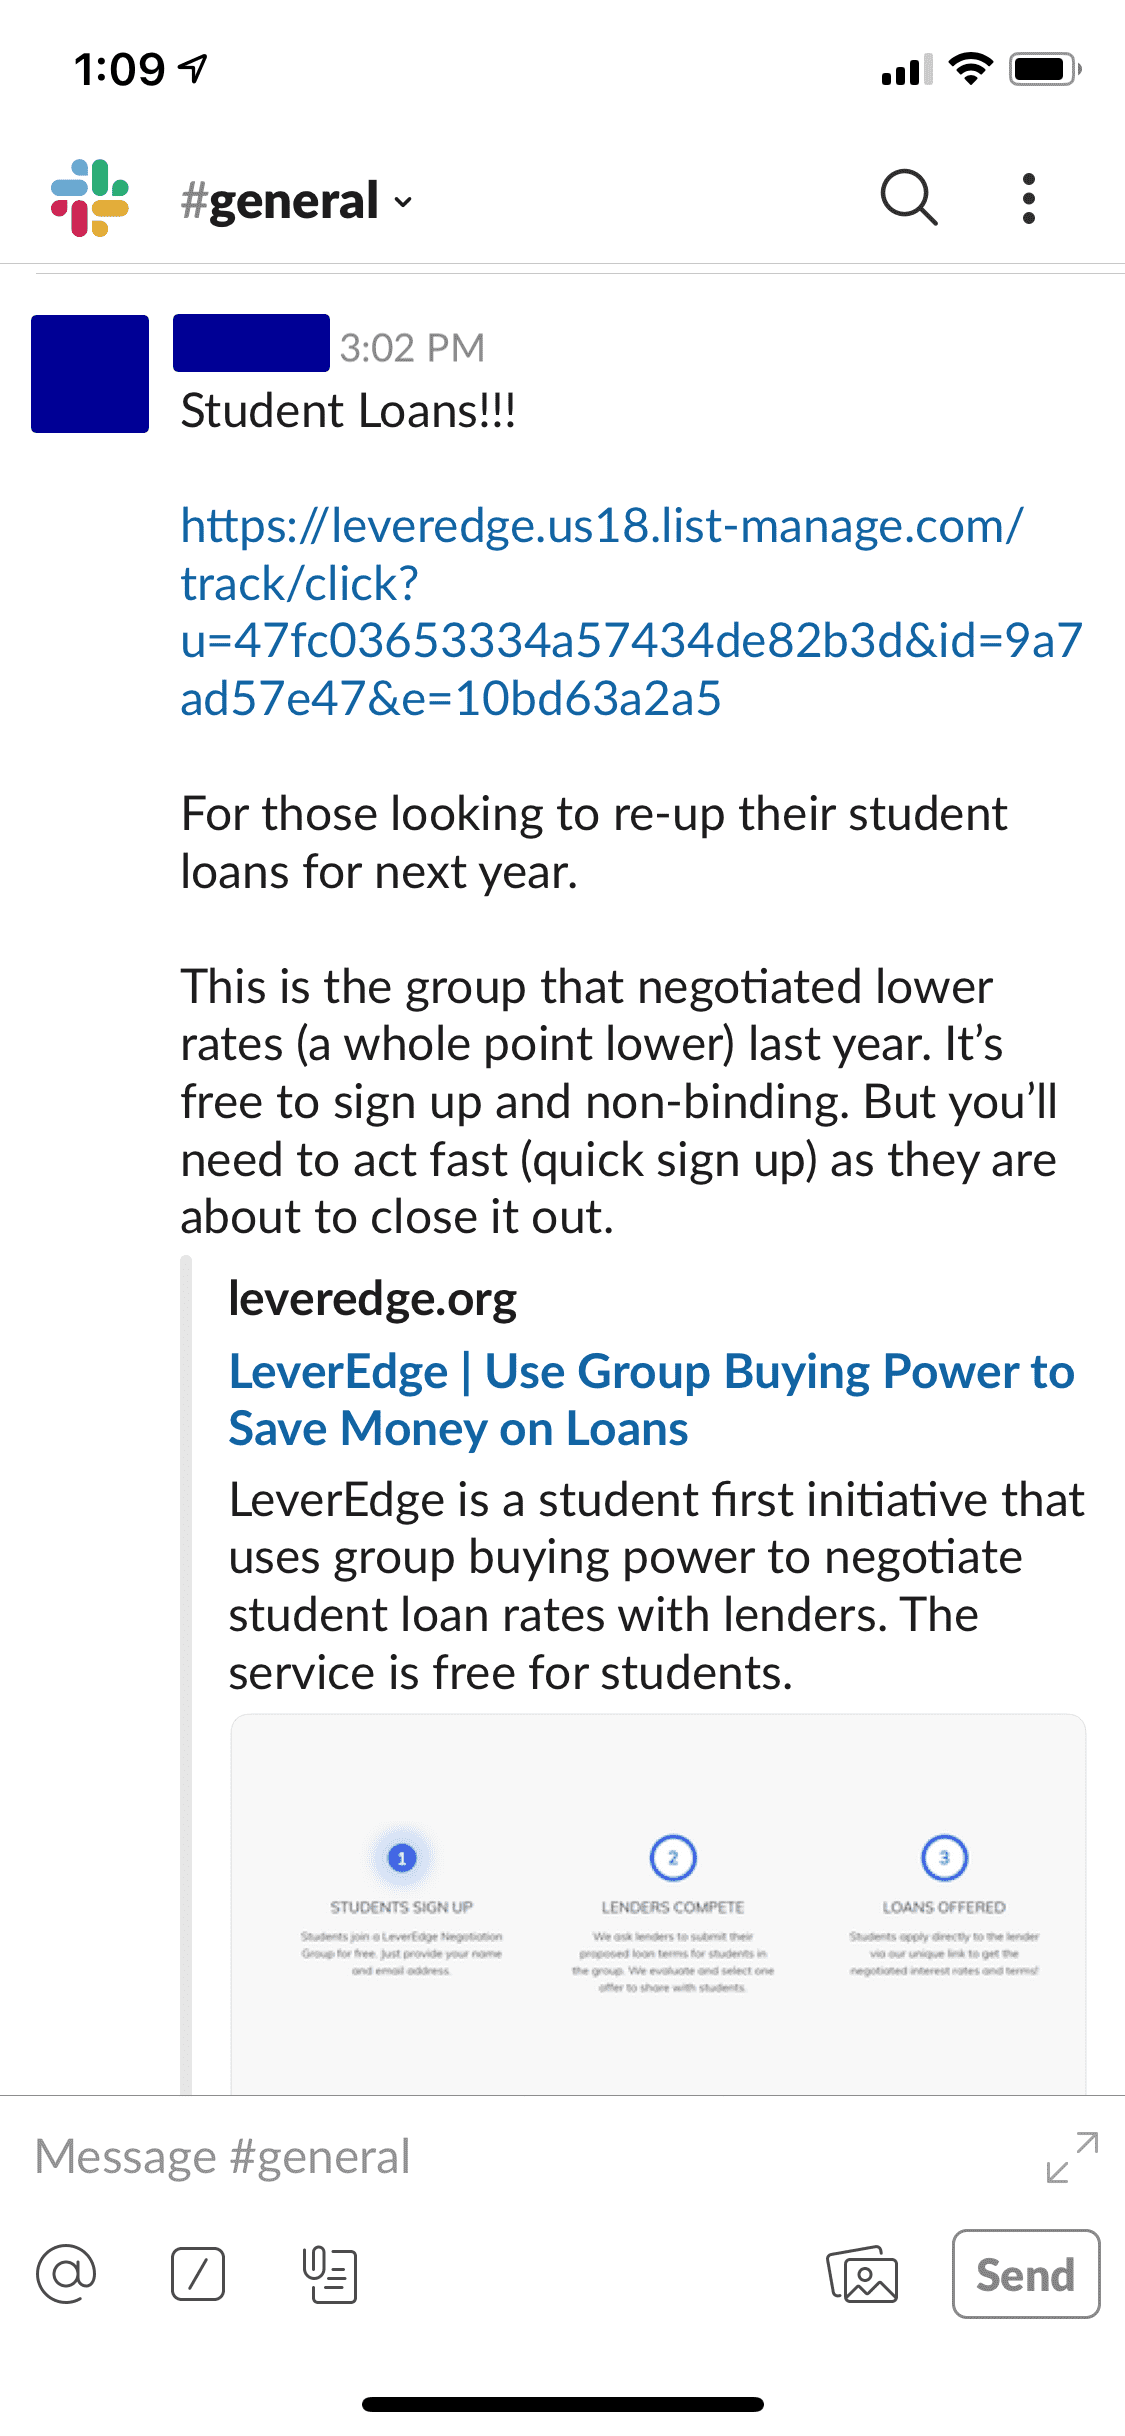 1:09
#general
3:02 PM
Student Loans!!!
https://leveredge.us18.list-manage.com/
track/click?
u=47fc03653334a57434de82b3d&id=9a7
ad57e47&e=10bd63a2a5
For those looking to re-up their student
loans for next year.
This is the group that negotiated lower
rates (a whole point lower) last year. It’s
free to sign up and non-binding. But you’ll
need to act fast (quick sign up) as they are
about to close it out.
leveredge.org
LeverEdge | Use Group Buying Power to
Save Money on Loans
LeverEdge is a student first initiative that
uses group buying power to negotiate
student loan rates with lenders. The
service is free for students.
1
STUDENTS SIGN UP
Students join a LeverEdge Negotiation
Group for free. Just provide your name
and email address.
2
LENDERS COMPETE
We ask lenders to submit their
proposed loan terms for students in
the group. We evaluate and select one
offer to share with students.
3
LOANS OFFERED
Students apply directly to the lender
via our unique link to get the
negotiated interest rates and terms!
Message #general
Send